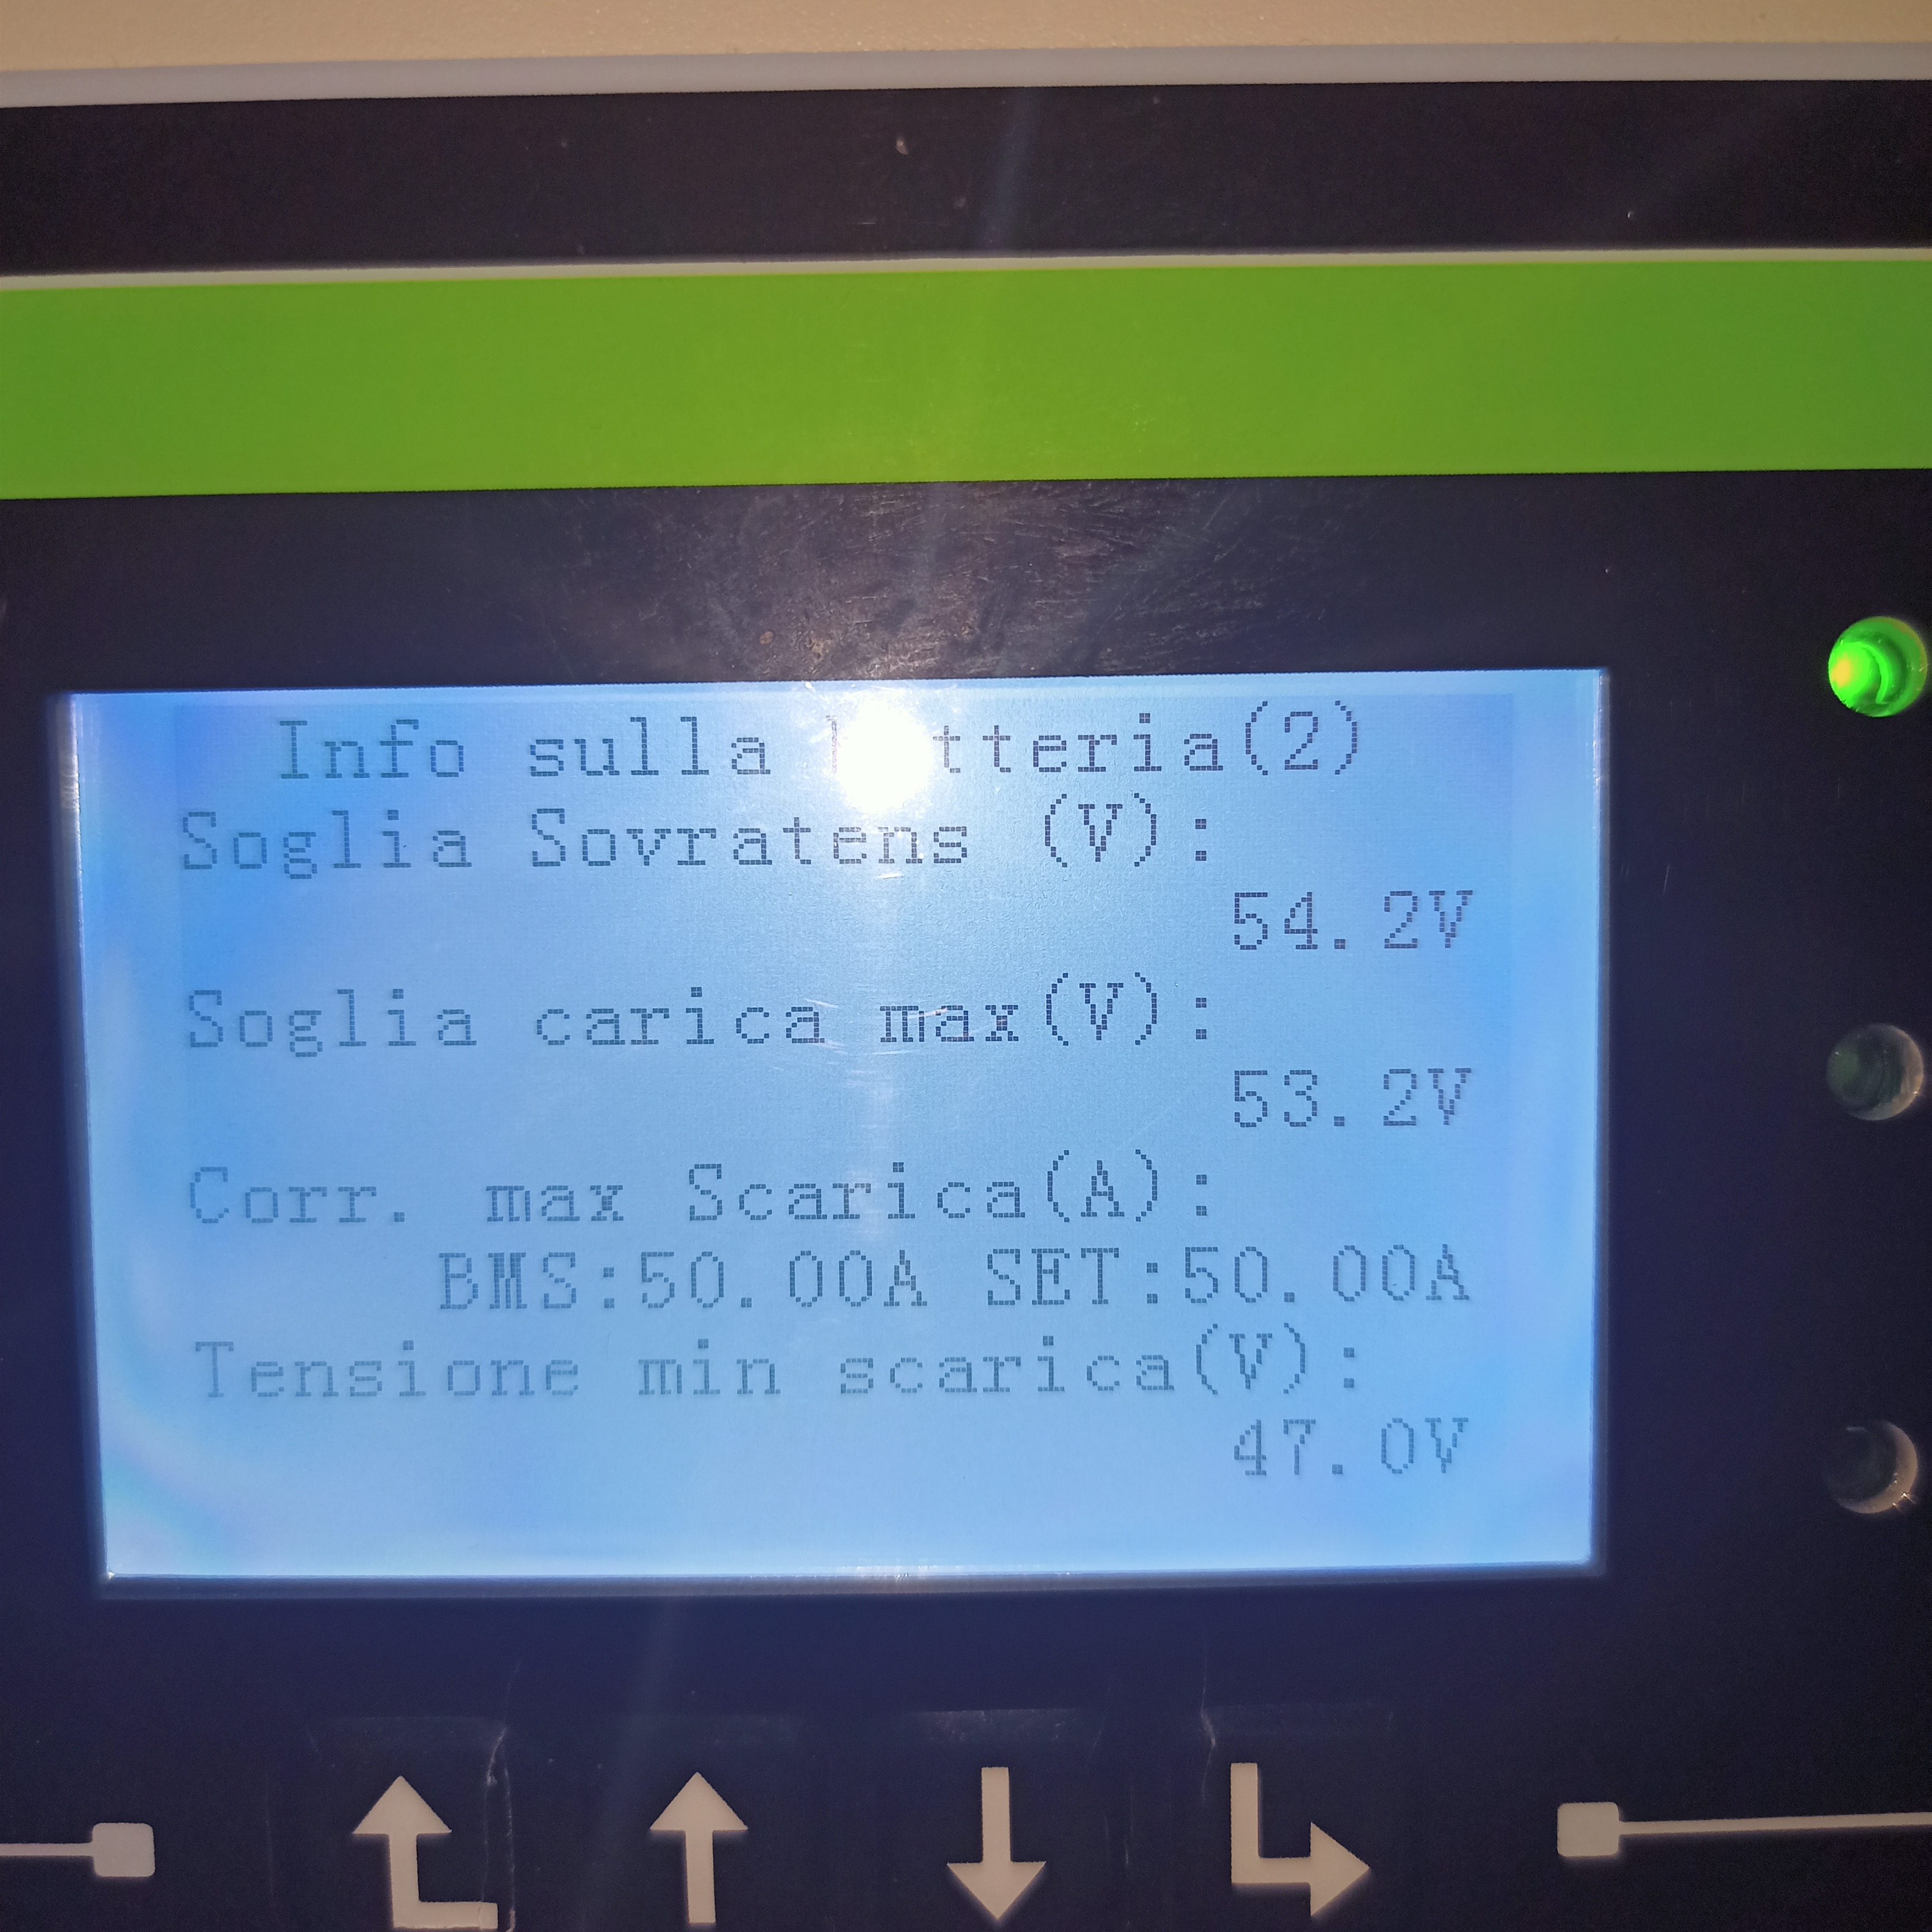 Info sulla (2)
Soglia Sovratens (V):
54.2V
Soglia carica max(V):
53.2V
Corr. max Scarica(A):
BMS:50.00A SET:50.00A
Tensione min scarica(V):
47.0V